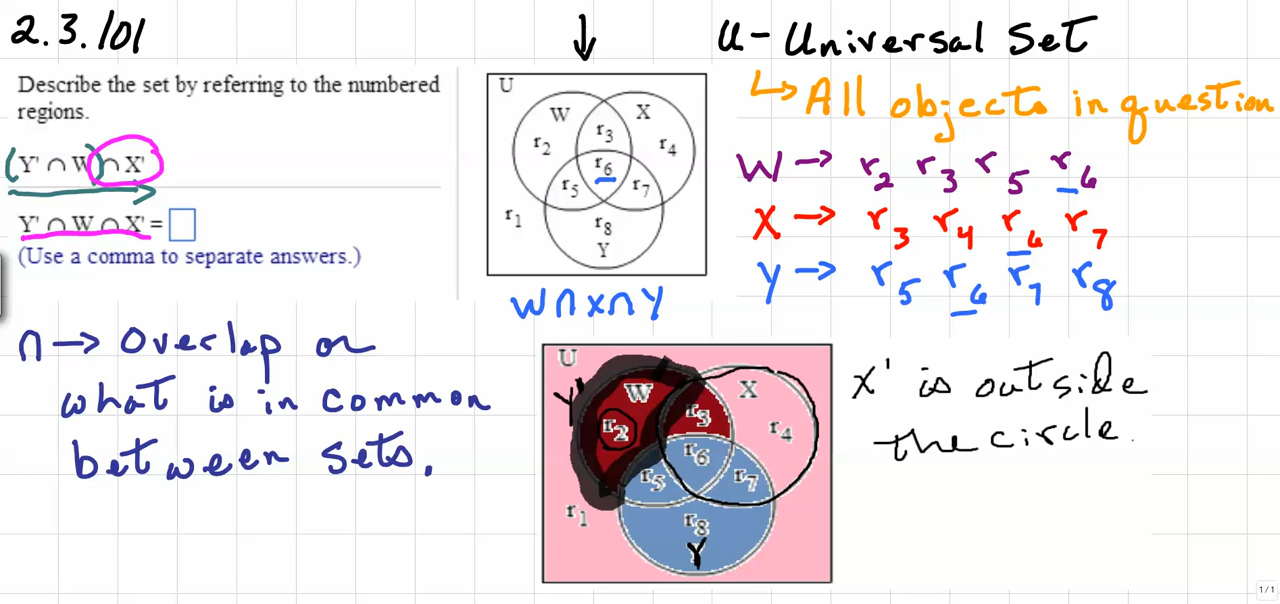 2.3.101
U - Universal Set
↳ All objects in question
Describe the set by referring to the numbered
regions.
(Y' ∩ W) ∩ X'
Y' ∩ W ∩ X' =
(Use a comma to separate answers.)
U
W
X
r3
r2
r4
r6
r5
r7
r1
r8
Y
W∩X∩Y
W → r2 r3 r5 r6
X → r3 r4 r6 r7
Y → r5 r6 r7 r8
∩ → Overlap or
what is in common
between sets.
U
Y'
W
X
r3
r2
r4
r6
r5
r7
r1
r8
Y
X' is outside
the circle.
1/1